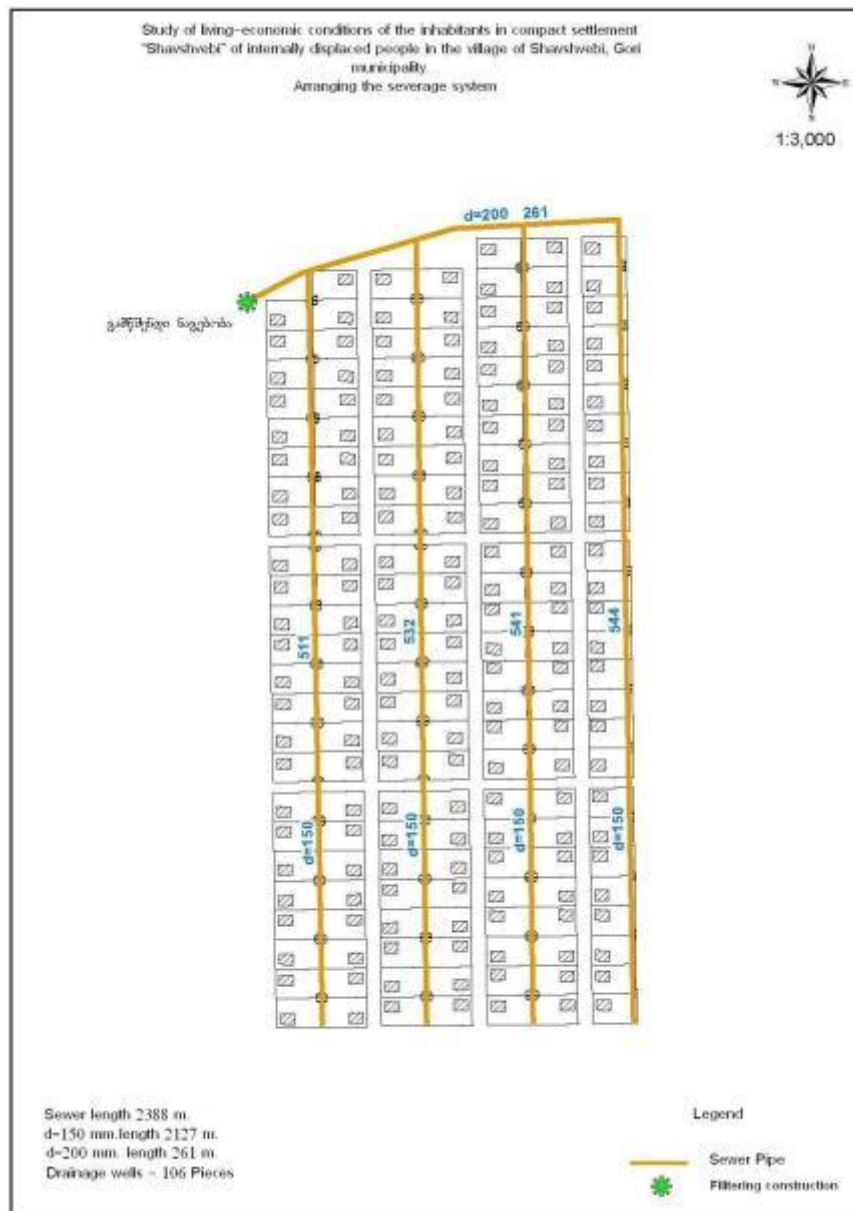 Study of living-economic conditions of the inhabitants in compact settlement
"Shavshvebi" of internally displaced people in the village of Shavshvebi, Gori
municipality.
Arranging the severage system
N
E
S
1:3,000
d=200 261
გამწმენდი ნაგებობა
511
532
541
544
d=150
d=150
d=150
d=150
Sewer length 2388 m.
d=150 mm.length 2127 m.
d=200 mm. length 261 m.
Drainage wells - 106 Pieces
Legend
Sewer Pipe
Filtering construction